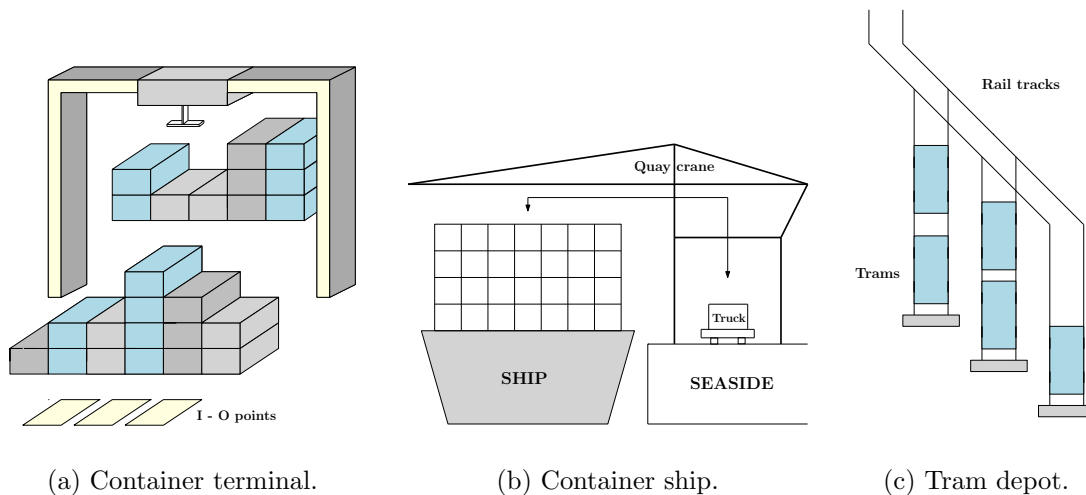 I - O points
(a) Container terminal.
Quay crane
Truck
SHIP
SEASIDE
(b) Container ship.
Rail tracks
Trams
(c) Tram depot.